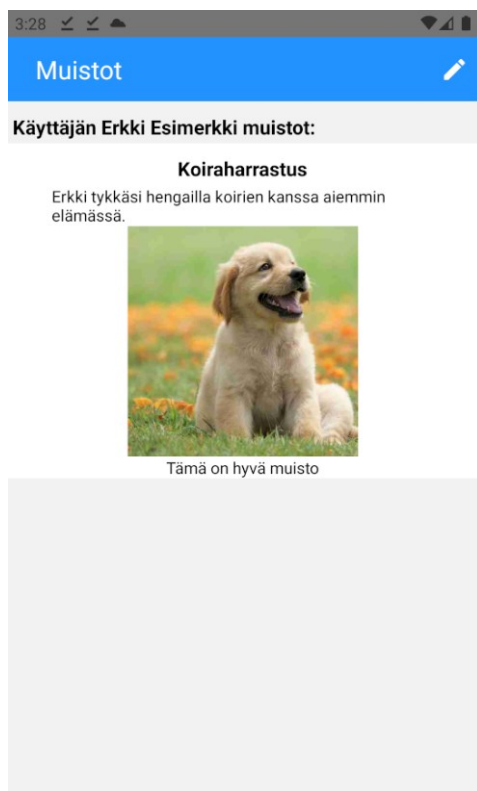 3:28
Muistot
Käyttäjän Erkki Esimerkki muistot:
Koiraharrastus
Erkki tykkäsi hengailla koirien kanssa aiemmin
elämässä.
Tämä on hyvä muisto